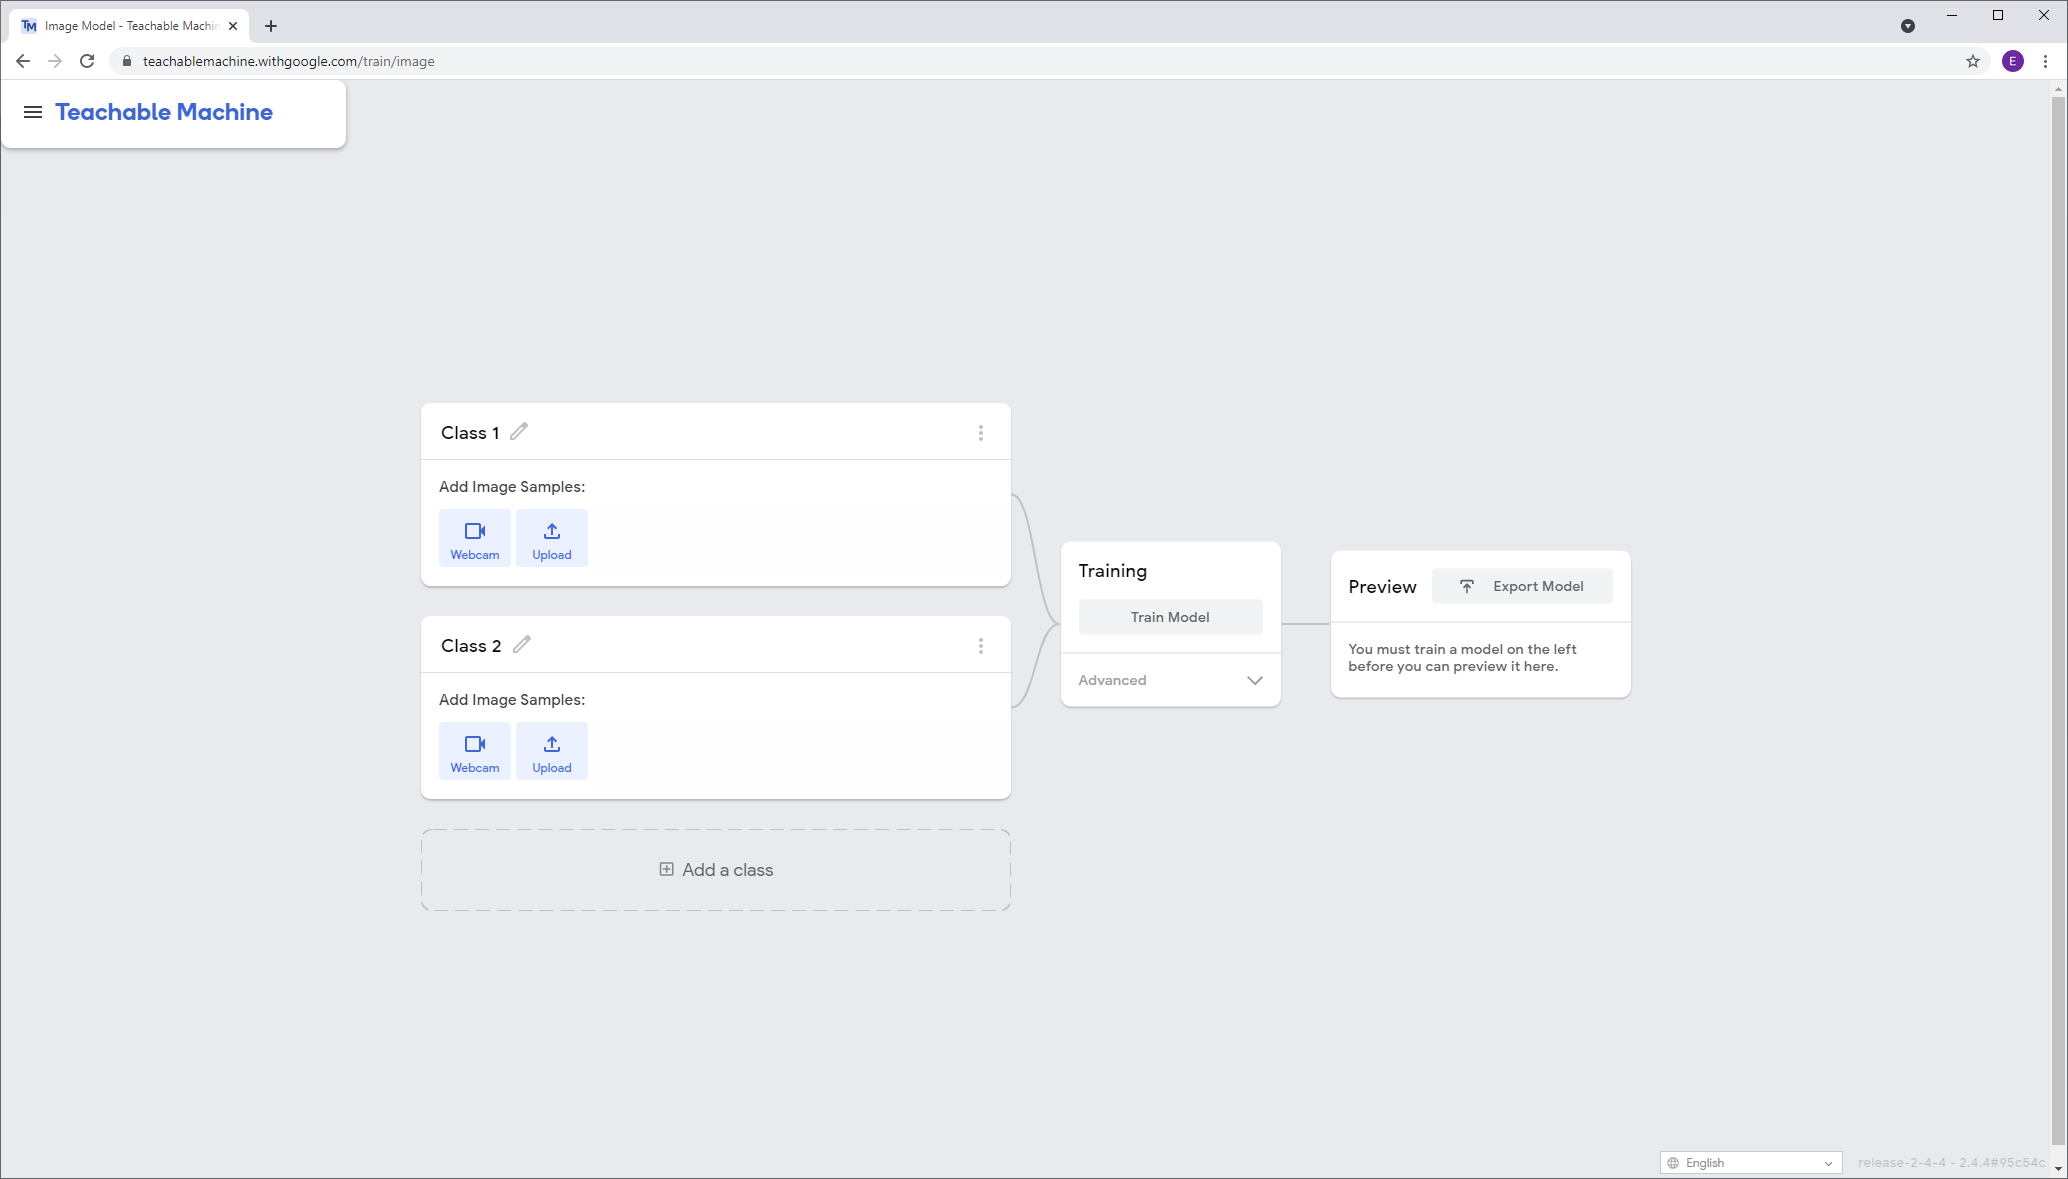 TM Image Model - Teachable Machin
teachablemachine.withgoogle.com/train/image
E
Teachable Machine
Class 1
Add Image Samples:
Webcam
Upload
Class 2
Add Image Samples:
Webcam
Upload
Add a class
Training
Train Model
Advanced
Preview
Export Model
You must train a model on the left
before you can preview it here.
English
release-2-4-4 - 2.4.4#95c54c